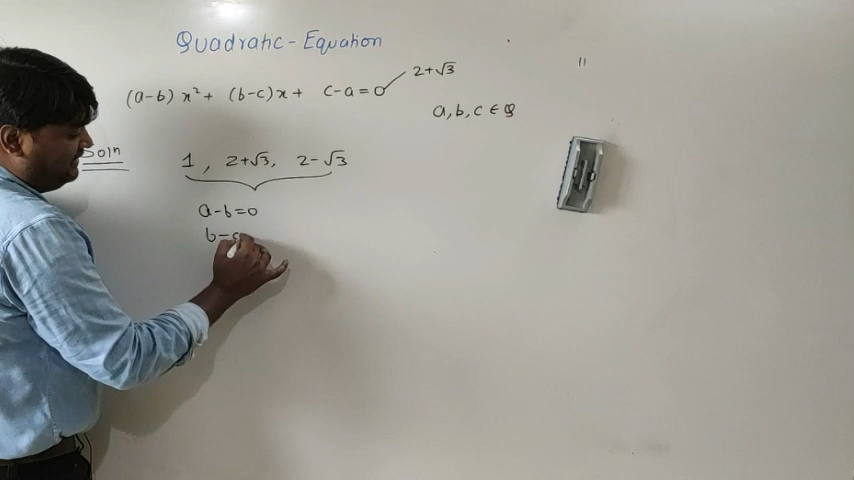 Quadratic-Equation
(a-b) x² + (b-c)x + c-a=0 2+√3
a, b, c ∈ Q
Soln
1 , 2+√3, 2-√3
a-b=0
b-c